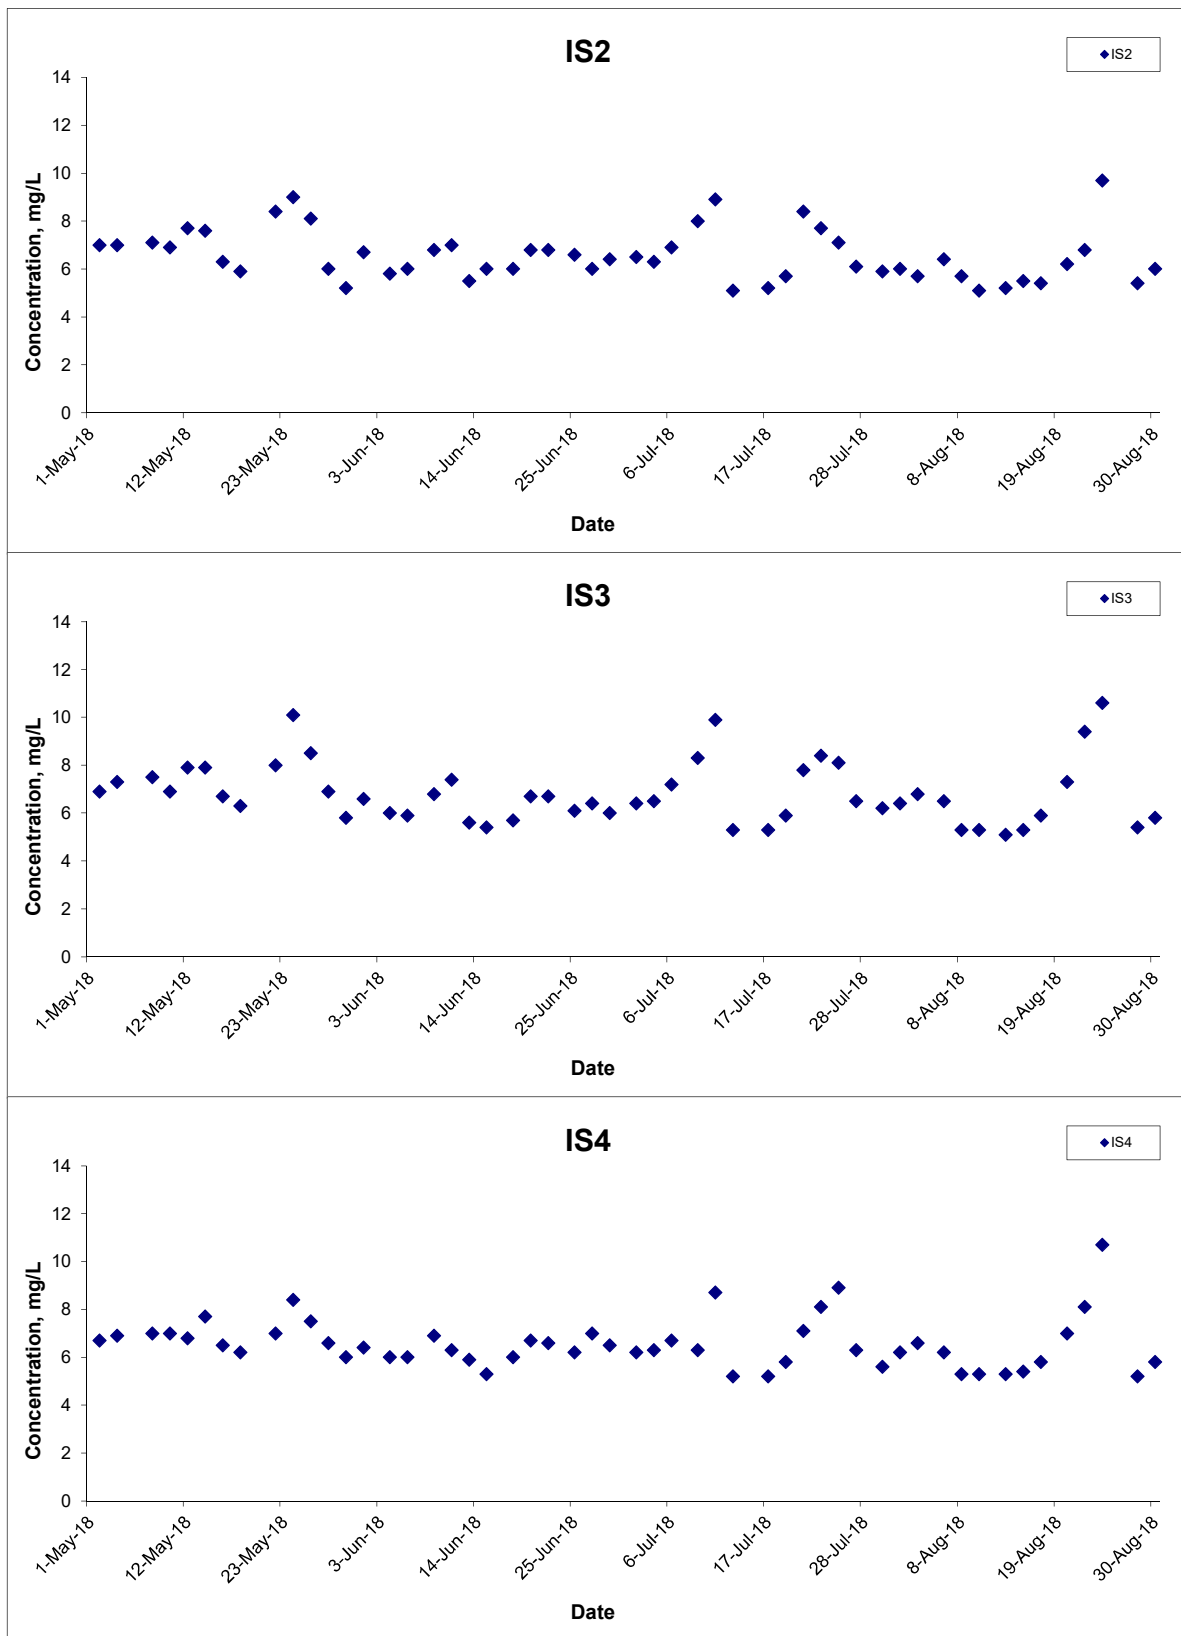 IS2
IS2
14
12
10
8
6
4
2
0
Concentration, mg/L
1-May-18
12-May-18
23-May-18
3-Jun-18
14-Jun-18
25-Jun-18
6-Jul-18
17-Jul-18
28-Jul-18
8-Aug-18
19-Aug-18
30-Aug-18
Date
IS3
IS3
14
12
10
8
6
4
2
0
Concentration, mg/L
1-May-18
12-May-18
23-May-18
3-Jun-18
14-Jun-18
25-Jun-18
6-Jul-18
17-Jul-18
28-Jul-18
8-Aug-18
19-Aug-18
30-Aug-18
Date
IS4
IS4
14
12
10
8
6
4
2
0
Concentration, mg/L
1-May-18
12-May-18
23-May-18
3-Jun-18
14-Jun-18
25-Jun-18
6-Jul-18
17-Jul-18
28-Jul-18
8-Aug-18
19-Aug-18
30-Aug-18
Date